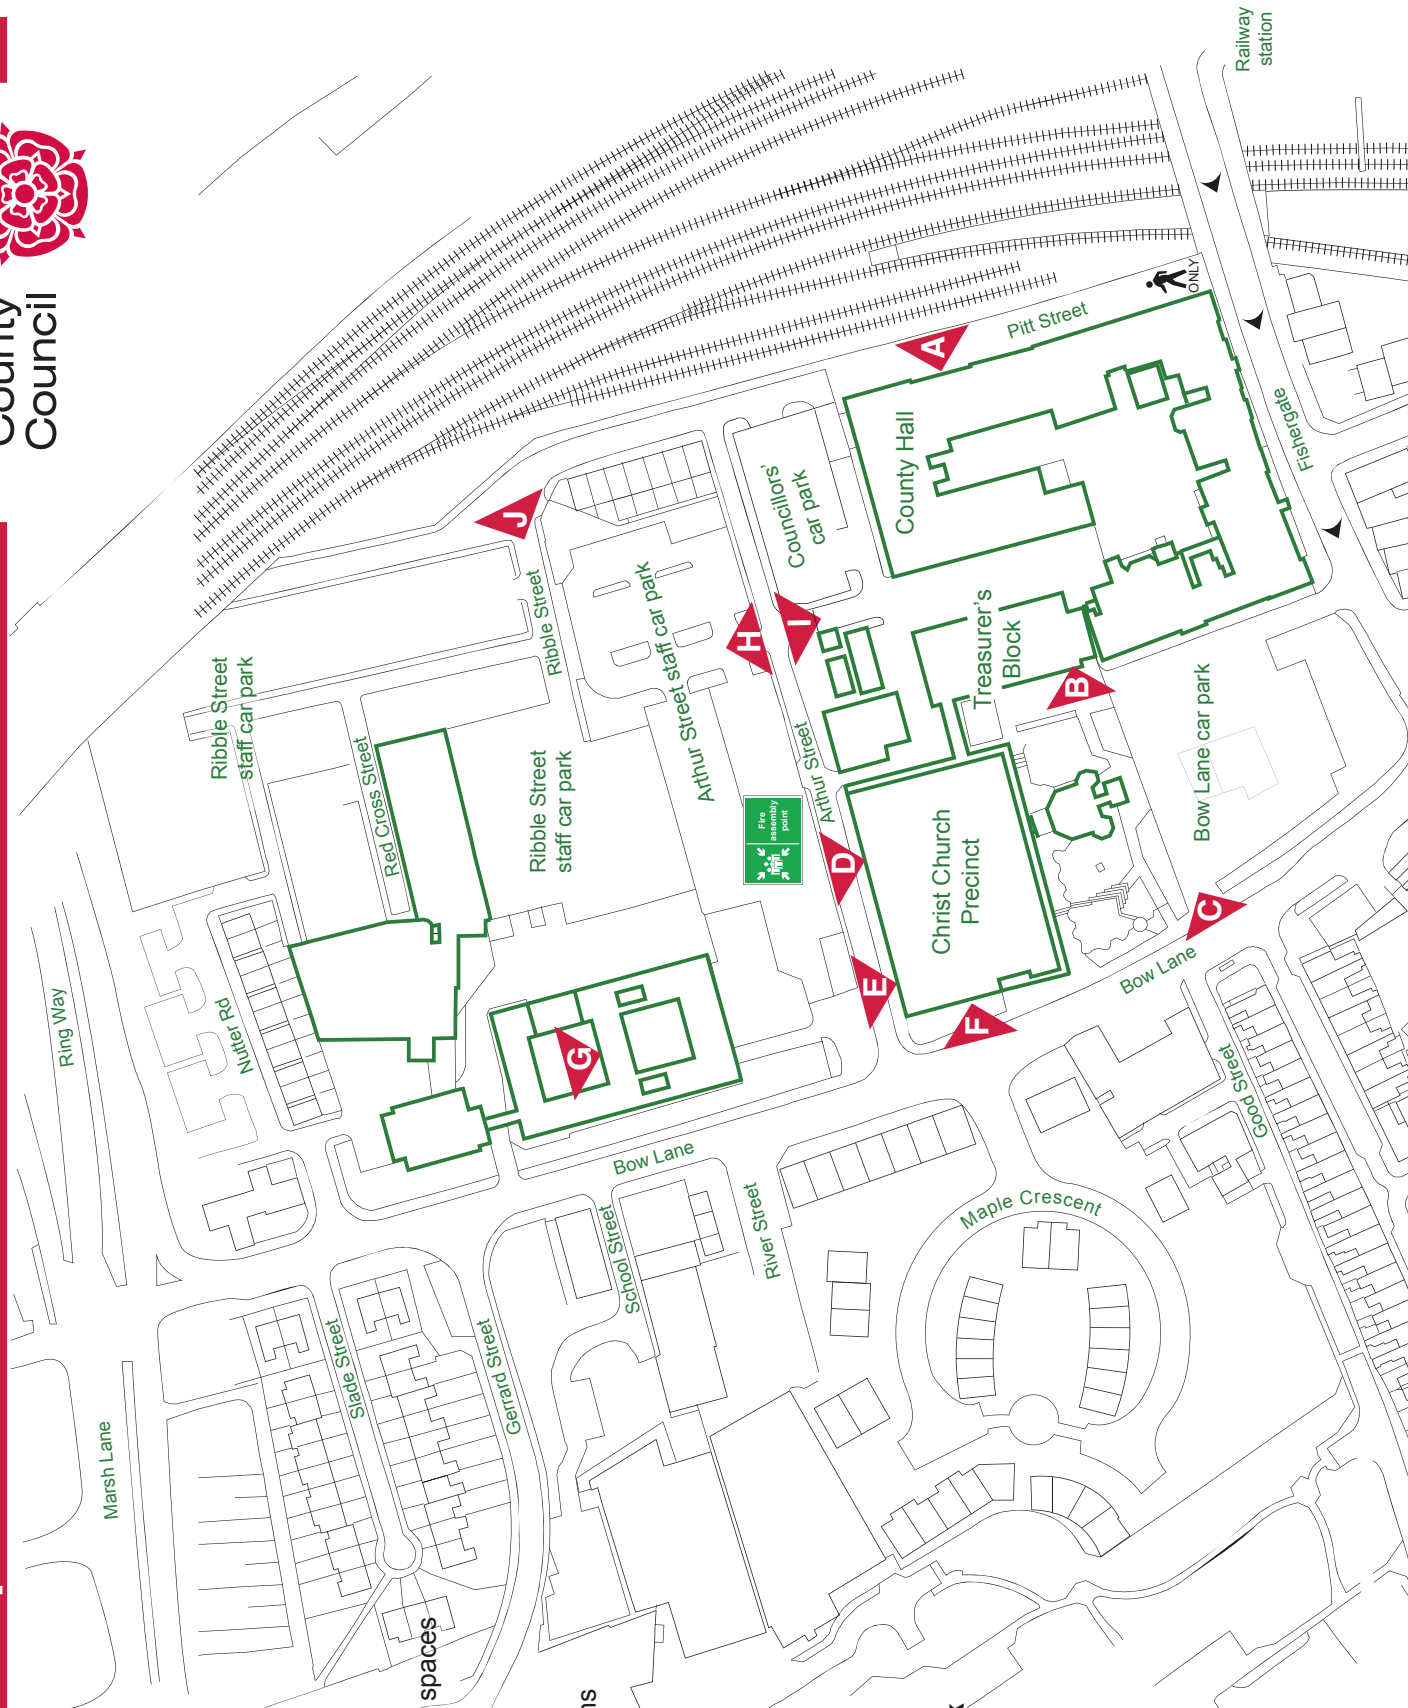 County
Council
Railway
station
ONLY
Pitt Street
Fishergate
A
County Hall
Councillors'
car park
J
Ribble Street
Ribble Street
staff car park
Arthur Street staff car park
H
I
Treasurer's
Block
B
Bow Lane car park
Red Cross Street
Ribble Street
staff car park
Arthur Street
Fire
assembly
point
D
Christ Church
Precinct
C
Bow Lane
E
F
G
Ring Way
Nutter Rd
Bow Lane
Good Street
School Street
River Street
Maple Crescent
Slade Street
Gerrard Street
Marsh Lane
spaces